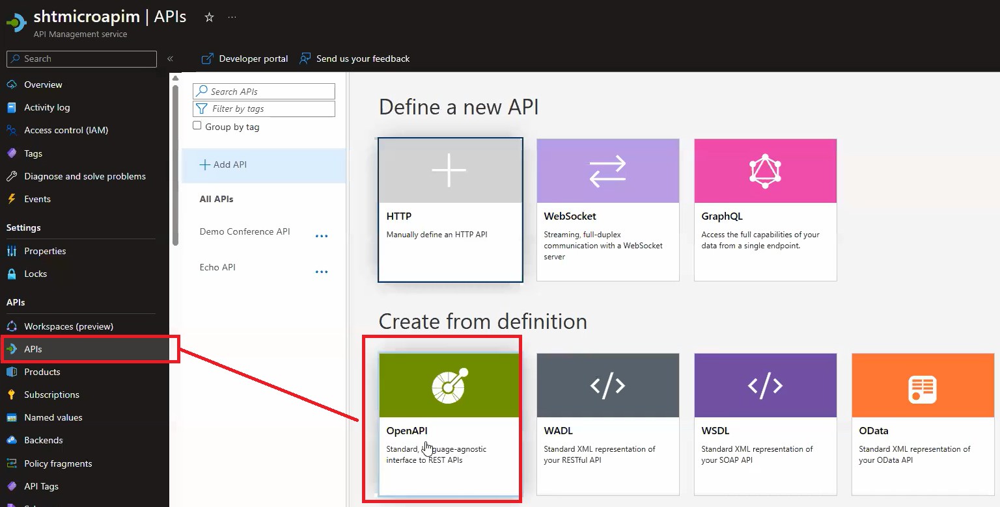 shtmicroapim | APIs
API Management service
Search
Developer portal
Send us your feedback
Overview
Activity log
Access control (IAM)
Tags
Diagnose and solve problems
Events
Settings
Properties
Locks
APIs
Workspaces (preview)
APIs
Products
Subscriptions
Named values
Backends
Policy fragments
API Tags
Search APIs
Filter by tags
Group by tag
Add API
All APIs
Demo Conference API
Echo API
Define a new API
HTTP
Manually define an HTTP API
WebSocket
Streaming, full-duplex
communication with a WebSocket
server
GraphQL
Access the full capabilities of your
data from a single endpoint.
Create from definition
OpenAPI
Standard, language-agnostic
interface to REST APIs
WADL
Standard XML representation of
your RESTful API
WSDL
Standard XML representation of
your SOAP API
OData
Standard XML representation of
your OData API